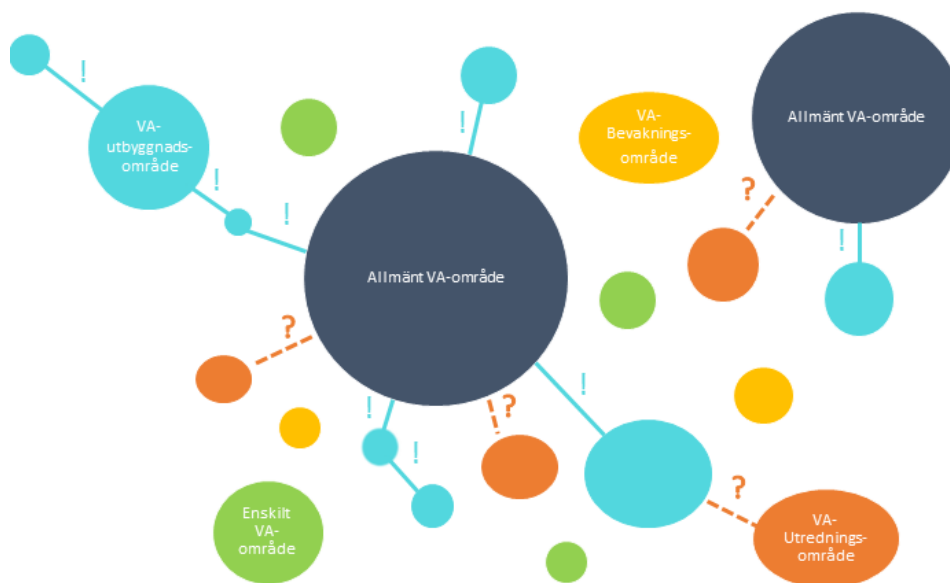 !
VA-
utbyggnads-
område
!
!
!
VA-
Bevaknings-
område
Allmänt VA-område
?
!
Allmänt VA-område
?
!
!
?
!
!
?
Enskilt
VA-
område
VA-
Utrednings-
område